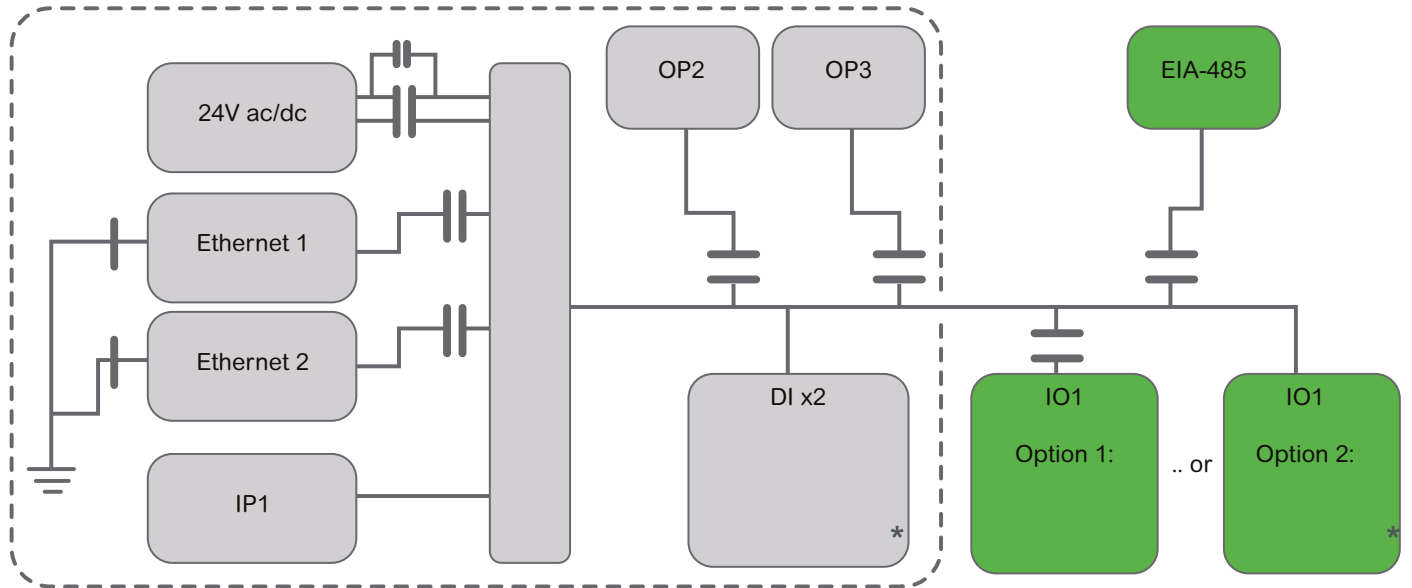 OP2
OP3
EIA-485
24V ac/dc
Ethernet 1
Ethernet 2
IP1
DI x2
*
IO1
Option 1:
.. or
IO1
Option 2:
*